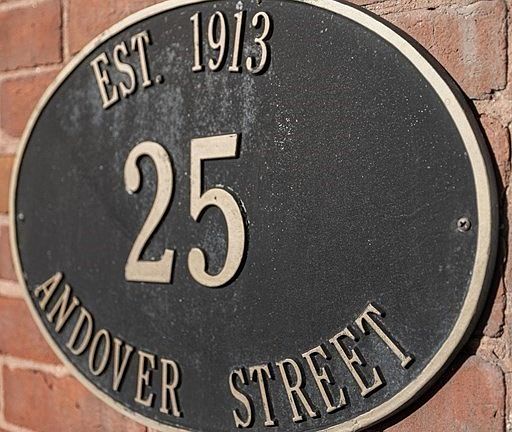 EST. 1913
25
ANDOVER STREET